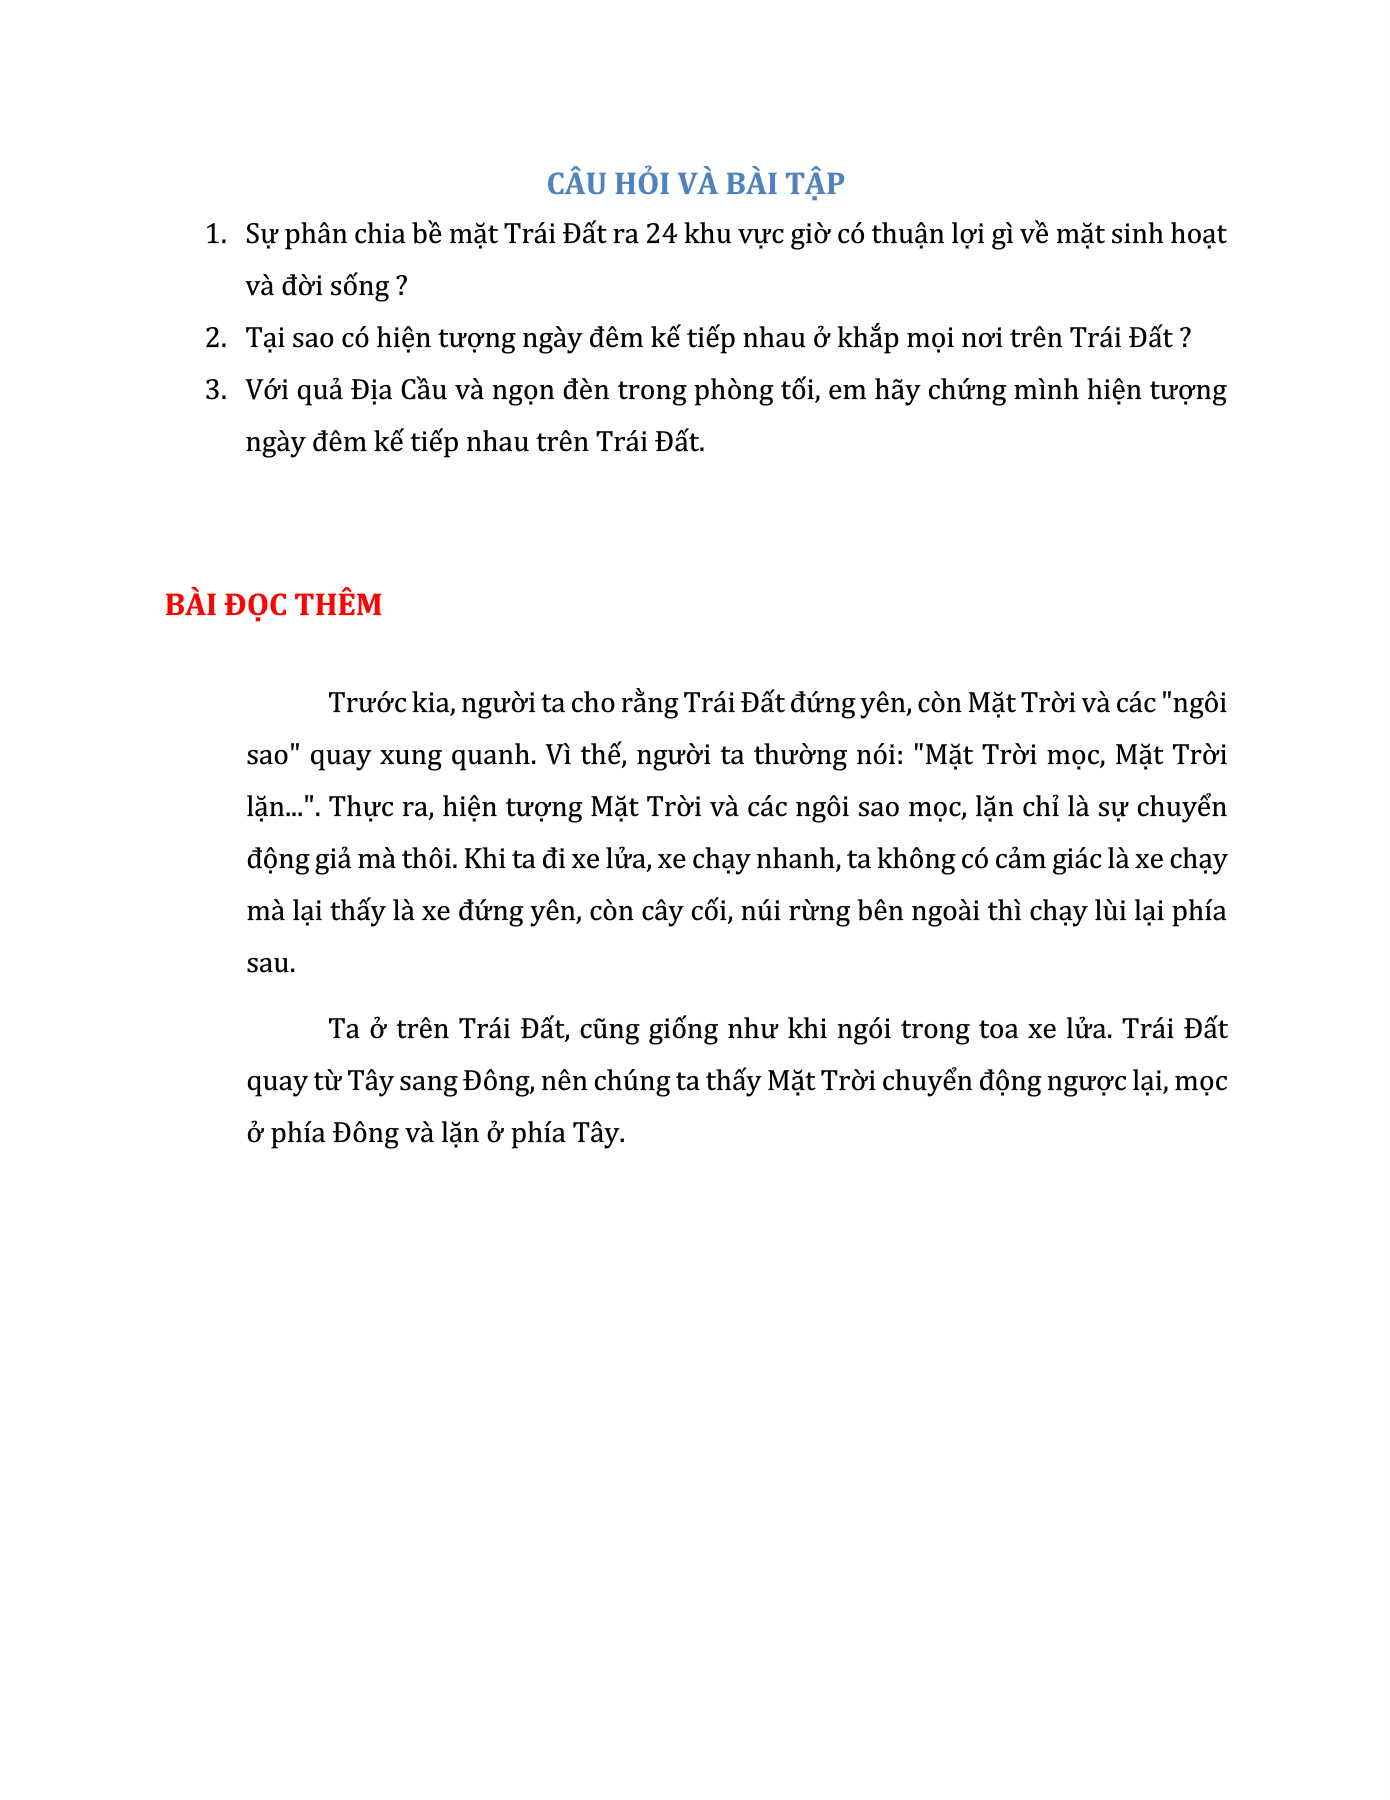 CÂU HỎI VÀ BÀI TẬP
1. Sự phân chia bề mặt Trái Đất ra 24 khu vực giờ có thuận lợi gì về mặt sinh hoạt
và đời sống ?
2. Tại sao có hiện tượng ngày đêm kế tiếp nhau ở khắp mọi nơi trên Trái Đất ?
3. Với quả Địa Cầu và ngọn đèn trong phòng tối, em hãy chứng mình hiện tượng
ngày đêm kế tiếp nhau trên Trái Đất.
BÀI ĐỌC THÊM
Trước kia, người ta cho rằng Trái Đất đứng yên, còn Mặt Trời và các "ngôi
sao" quay xung quanh. Vì thế, người ta thường nói: "Mặt Trời mọc, Mặt Trời
lặn...". Thực ra, hiện tượng Mặt Trời và các ngôi sao mọc, lặn chỉ là sự chuyển
động giả mà thôi. Khi ta đi xe lửa, xe chạy nhanh, ta không có cảm giác là xe chạy
mà lại thấy là xe đứng yên, còn cây cối, núi rừng bên ngoài thì chạy lùi lại phía
sau.
Ta ở trên Trái Đất, cũng giống như khi ngói trong toa xe lửa. Trái Đất
quay từ Tây sang Đông, nên chúng ta thấy Mặt Trời chuyển động ngược lại, mọc
ở phía Đông và lặn ở phía Tây.